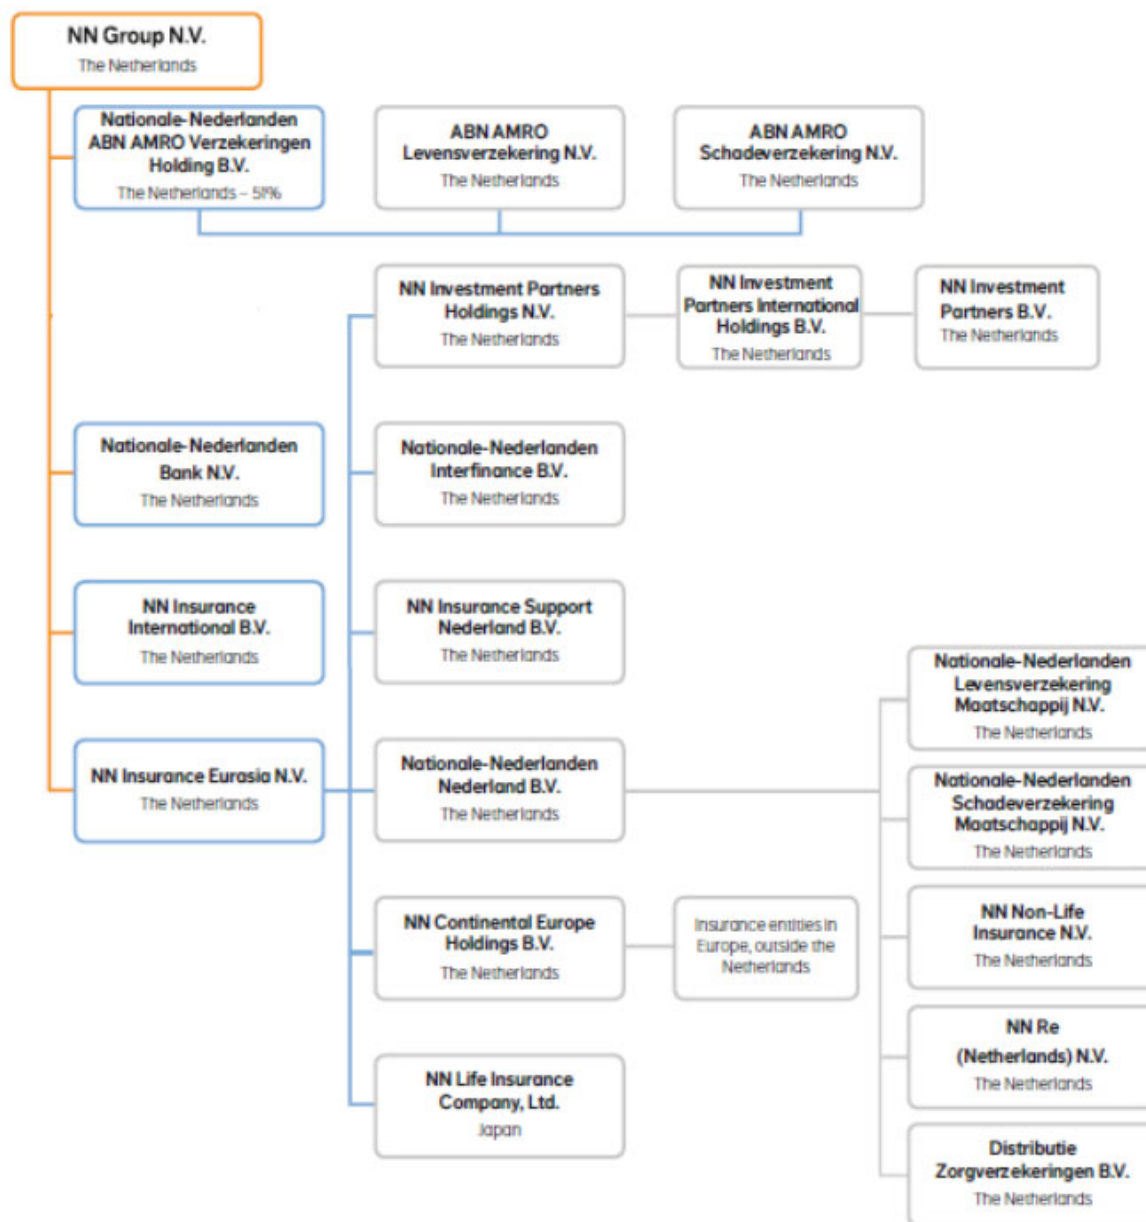 NN Group N.V.
The Netherlands
Nationale-Nederlanden
ABN AMRO Verzekeringen
Holding B.V.
The Netherlands – 51%
ABN AMRO
Levensverzekering N.V.
The Netherlands
ABN AMRO
Schadeverzekering N.V.
The Netherlands
NN Investment Partners
Holdings N.V.
The Netherlands
NN Investment
Partners International
Holdings B.V.
The Netherlands
NN Investment
Partners B.V.
The Netherlands
Nationale-Nederlanden
Bank N.V.
The Netherlands
Nationale-Nederlanden
Interfinance B.V.
The Netherlands
NN Insurance
International B.V.
The Netherlands
NN Insurance Support
Nederland B.V.
The Netherlands
NN Insurance Eurasia N.V.
The Netherlands
Nationale-Nederlanden
Nederland B.V.
The Netherlands
Nationale-Nederlanden
Levensverzekering
Maatschappij N.V.
The Netherlands
Nationale-Nederlanden
Schadeverzekering
Maatschappij N.V.
The Netherlands
NN Non-Life
Insurance N.V.
The Netherlands
NN Re
(Netherlands) N.V.
The Netherlands
Distributie
Zorgverzekeringen B.V.
The Netherlands
NN Continental Europe
Holdings B.V.
The Netherlands
Insurance entities in
Europe, outside the
Netherlands
NN Life Insurance
Company, Ltd.
Japan